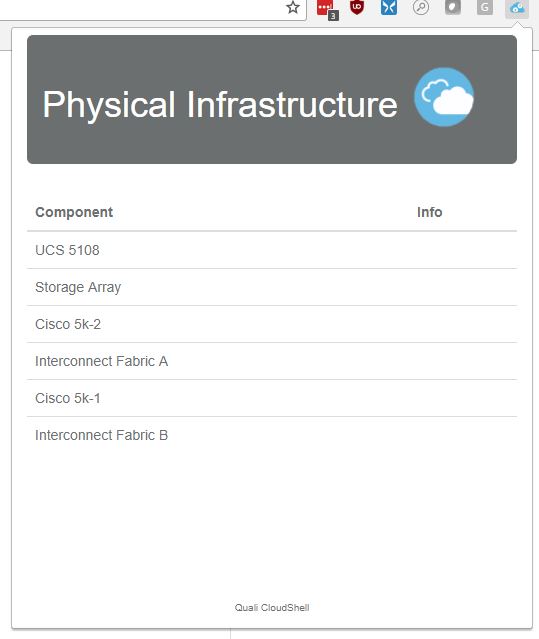 3
UD
G
Physical Infrastructure
Component Info
UCS 5108
Storage Array
Cisco 5k-2
Interconnect Fabric A
Cisco 5k-1
Interconnect Fabric B
Quali CloudShell